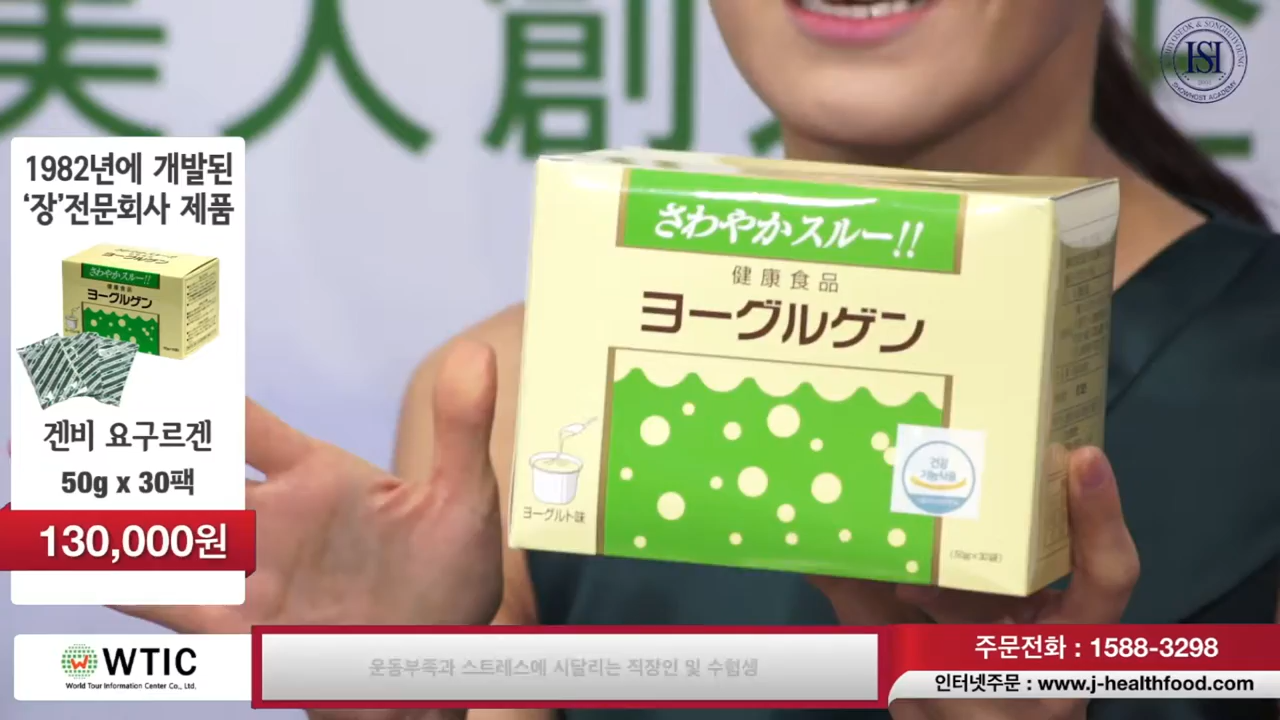 美人創
SHOWHOST ACADEMY
1982년에 개발된
‘장’전문회사 제품
さわやかスルー!!
健康食品
ヨーグルゲン
겐비 요구르겐
50g x 30팩
130,000원
さわやかスルー!!
健康食品
ヨーグルゲン
ヨーグルト味
건강
기능식품
(50g×30袋)
WTIC
World Tour Information Center Co., Ltd.
운동부족과 스트레스에 시달리는 직장인 및 수험생
주문전화 : 1588-3298
인터넷주문 : www.j-healthfood.com